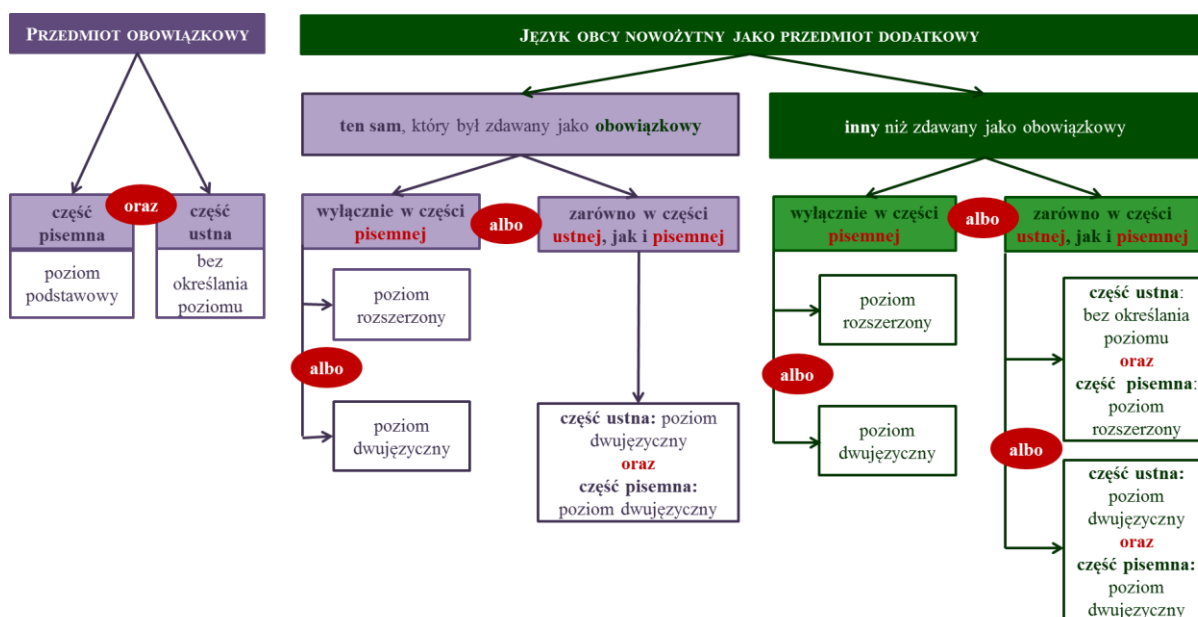 PRZEDMIOT OBOWIĄZKOWY
część
pisemna
oraz
część
ustna
poziom
podstawowy
bez
określania
poziomu
JĘZYK OBCY NOWOŻYTNY JAKO PRZEDMIOT DODATKOWY
ten sam, który był zdawany jako obowiązkowy
wyłącznie w części
pisemnej
albo
zarówno w części
ustnej, jak i pisemnej
poziom
rozszerzony
albo
poziom
dwujęzyczny
część ustna: poziom
dwujęzyczny
oraz
część pisemna:
poziom dwujęzyczny
inny niż zdawany jako obowiązkowy
wyłącznie w części
pisemnej
albo
zarówno w części
ustnej, jak i pisemnej
poziom
rozszerzony
albo
poziom
dwujęzyczny
część ustna:
bez określania
poziomu
oraz
część pisemna:
poziom
rozszerzony
albo
część ustna:
poziom
dwujęzyczny
oraz
część pisemna:
poziom
dwujęzyczny